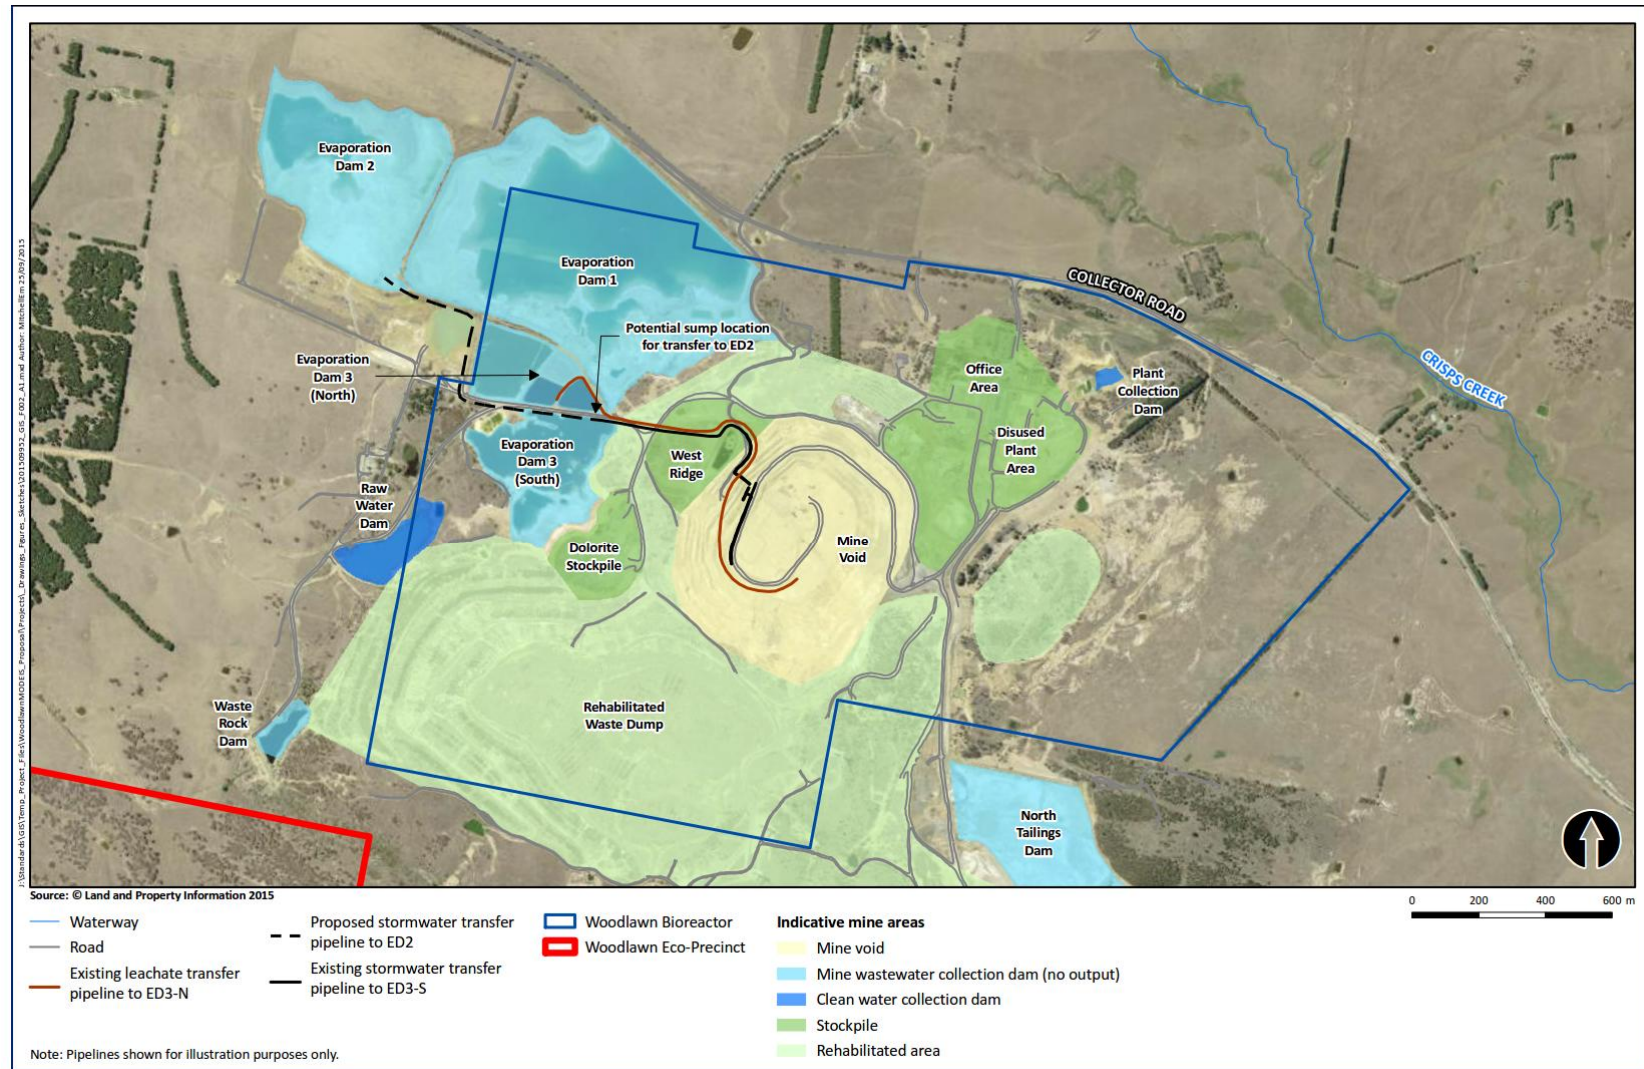 Evaporation
Dam 2
Evaporation
Dam 1
COLLECTOR ROAD
CRISPS CREEK
Potential sump location
for transfer to ED2
Evaporation
Dam 3
(North)
Office
Area
Plant
Collection
Dam
Evaporation
Dam 3
(South)
West
Ridge
Disused
Plant
Area
Raw
Water
Dam
Dolorite
Stockpile
Mine
Void
Waste
Rock
Dam
Rehabilitated
Waste Dump
North
Tailings
Dam
Source: © Land and Property Information 2015
0 200 400 600 m
Waterway
Road
Existing leachate transfer
pipeline to ED3-N
Proposed stormwater transfer
pipeline to ED2
Existing stormwater transfer
pipeline to ED3-S
Woodlawn Bioreactor
Woodlawn Eco-Precinct
Indicative mine areas
Mine void
Mine wastewater collection dam (no output)
Clean water collection dam
Stockpile
Rehabilitated area
Note: Pipelines shown for illustration purposes only.